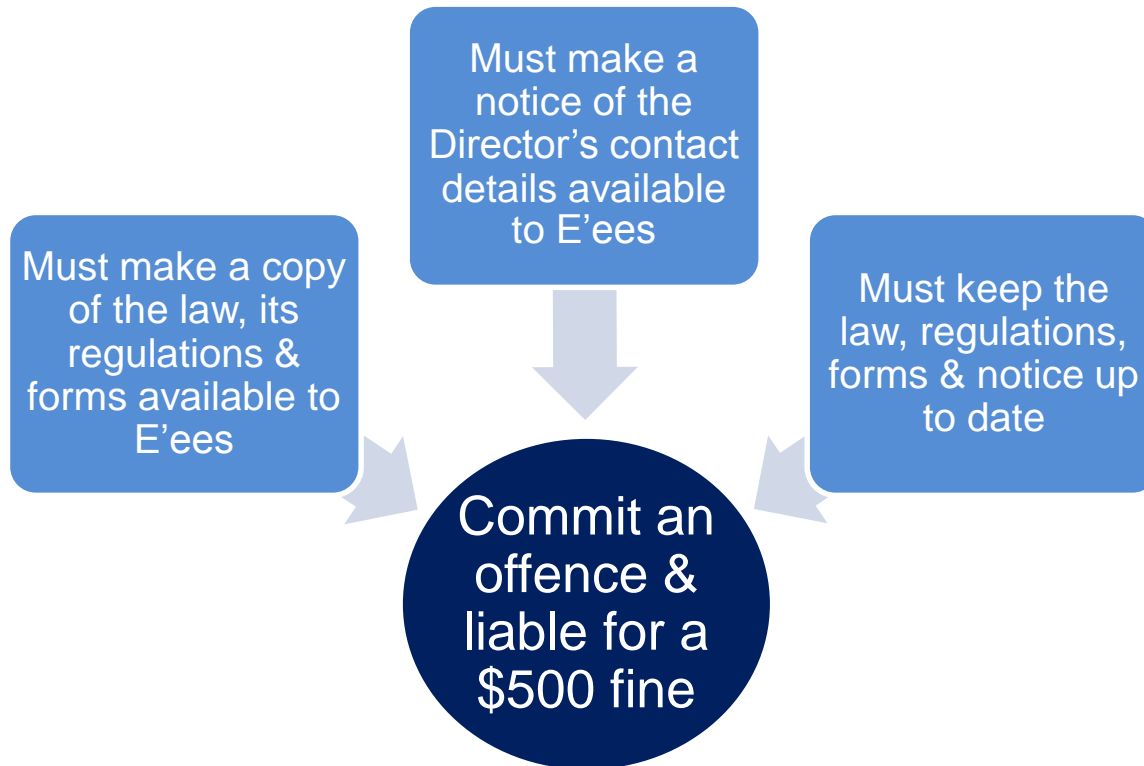 Must make a
notice of the
Director’s contact
details available
to E’ees
Must make a copy
of the law, its
regulations &
forms available to
E’ees
Must keep the
law, regulations,
forms & notice up
to date
Commit an
offence &
liable for a
$500 fine